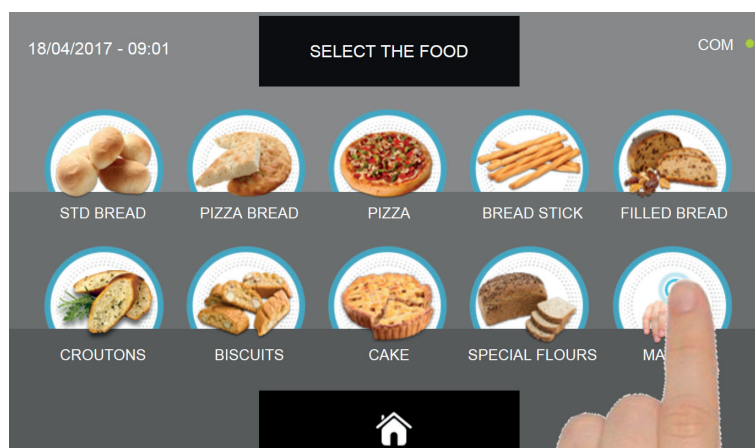 18/04/2017 - 09:01
SELECT THE FOOD
COM
STD BREAD
PIZZA BREAD
PIZZA
BREAD STICK
FILLED BREAD
CROUTONS
BISCUITS
CAKE
SPECIAL FLOURS